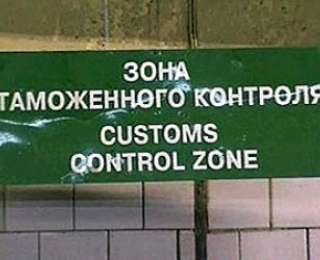 ЗОНА
ТАМОЖЕННОГО КОНТРОЛЯ
CUSTOMS
CONTROL ZONE